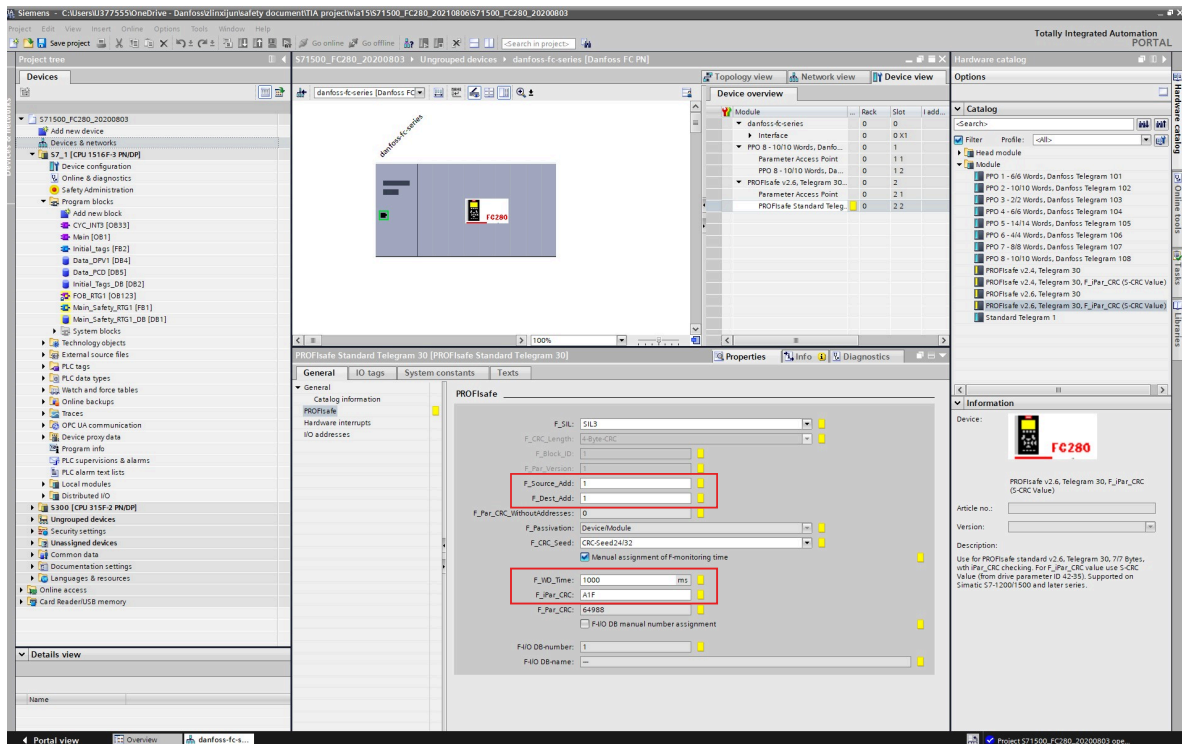 Siemens - C:\Users\U377555\OneDrive - Danfoss\zlinxijun\safety document\TIA project\via15\S71500_FC280_20210806\S71500_FC280_20200803
Project Edit View Insert Online Options Tools Window Help
Totally Integrated Automation
PORTAL
Save project
Go online
Go offline
<Search in project>
Project tree
S71500_FC280_20200803 › Ungrouped devices › danfoss-fc-series [Danfoss FC PN]
Hardware catalog
Devices
Topology view
Network view
Device view
Options
danfoss-fc-series [Danfoss FC
Device overview
Module
...
Rack
Slot
I add...
danfoss-fc-series 0 0
Interface 0 0 X1
PPO 8 - 10/10 Words, Danfo... 0 1
Parameter Access Point 0 1 1
PPO 8 - 10/10 Words, Da... 0 1 2
PROFIsafe v2.6, Telegram 30... 0 2
Parameter Access Point 0 2 1
PROFIsafe Standard Teleg... 0 2 2
S71500_FC280_20200803
Add new device
Devices & networks
S7_1 [CPU 1516F-3 PN/DP]
Device configuration
Online & diagnostics
Safety Administration
Program blocks
Add new block
CYC_INT3 [OB33]
Main [OB1]
Initial_tags [FB2]
Data_DPV1 [DB4]
Data_PCD [DB5]
Initial_Tags_DB [DB2]
FOB_RTG1 [OB123]
Main_Safety_RTG1 [FB1]
Main_Safety_RTG1_DB [DB1]
System blocks
Technology objects
External source files
PLC tags
PLC data types
Watch and force tables
Online backups
Traces
OPC UA communication
Device proxy data
Program info
PLC supervisions & alarms
PLC alarm text lists
Local modules
Distributed I/O
S300 [CPU 315F-2 PN/DP]
Ungrouped devices
Security settings
Unassigned devices
Common data
Documentation settings
Languages & resources
Online access
Card Reader/USB memory
Details view
Name
danfoss-fc-series
FC280
100%
PROFIsafe Standard Telegram 30 [PROFIsafe Standard Telegram 30]
Properties
Info
Diagnostics
General
IO tags
System constants
Texts
General
Catalog information
PROFIsafe
Hardware interrupts
I/O addresses
PROFIsafe
F_SIL: SIL3
F_CRC_Length: 4-Byte-CRC
F_Block_ID: 1
F_Par_Version: 1
F_Source_Add: 1
F_Dest_Add: 1
F_Par_CRC_WithoutAddresses: 0
F_Passivation: Device/Module
F_CRC_Seed: CRC-Seed24/32
Manual assignment of F-monitoring time
F_WD_Time: 1000 ms
F_iPar_CRC: A1F
F_Par_CRC: 64988
F-I/O DB manual number assignment
F-I/O DB-number: 1
F-I/O DB-name: —
Catalog
<Search>
Filter
Profile:
<All>
Head module
Module
PPO 1 - 6/6 Words, Danfoss Telegram 101
PPO 2 - 10/10 Words, Danfoss Telegram 102
PPO 3 - 2/2 Words, Danfoss Telegram 103
PPO 4 - 6/6 Words, Danfoss Telegram 104
PPO 5 - 14/14 Words, Danfoss Telegram 105
PPO 6 - 4/4 Words, Danfoss Telegram 106
PPO 7 - 8/8 Words, Danfoss Telegram 107
PPO 8 - 10/10 Words, Danfoss Telegram 108
PROFIsafe v2.4, Telegram 30
PROFIsafe v2.4, Telegram 30, F_iPar_CRC (S-CRC Value)
PROFIsafe v2.6, Telegram 30
PROFIsafe v2.6, Telegram 30, F_iPar_CRC (S-CRC Value)
Standard Telegram 1
Information
Device:
FC280
PROFIsafe v2.6, Telegram 30, F_iPar_CRC
(S-CRC Value)
Article no.:
Version:
Description:
Use for PROFIsafe standard v2.6, Telegram 30, 7/7 Bytes,
wth iPar_CRC checking. For F_iPar_CRC value use S-CRC
Value (from drive parameter ID 42-35). Supported on
Simatic S7-1200/1500 and later series.
Hardware catalog
Online tools
Tasks
Libraries
Portal view
Overview
danfoss-fc-s...
Project S71500_FC280_20200803 ope...